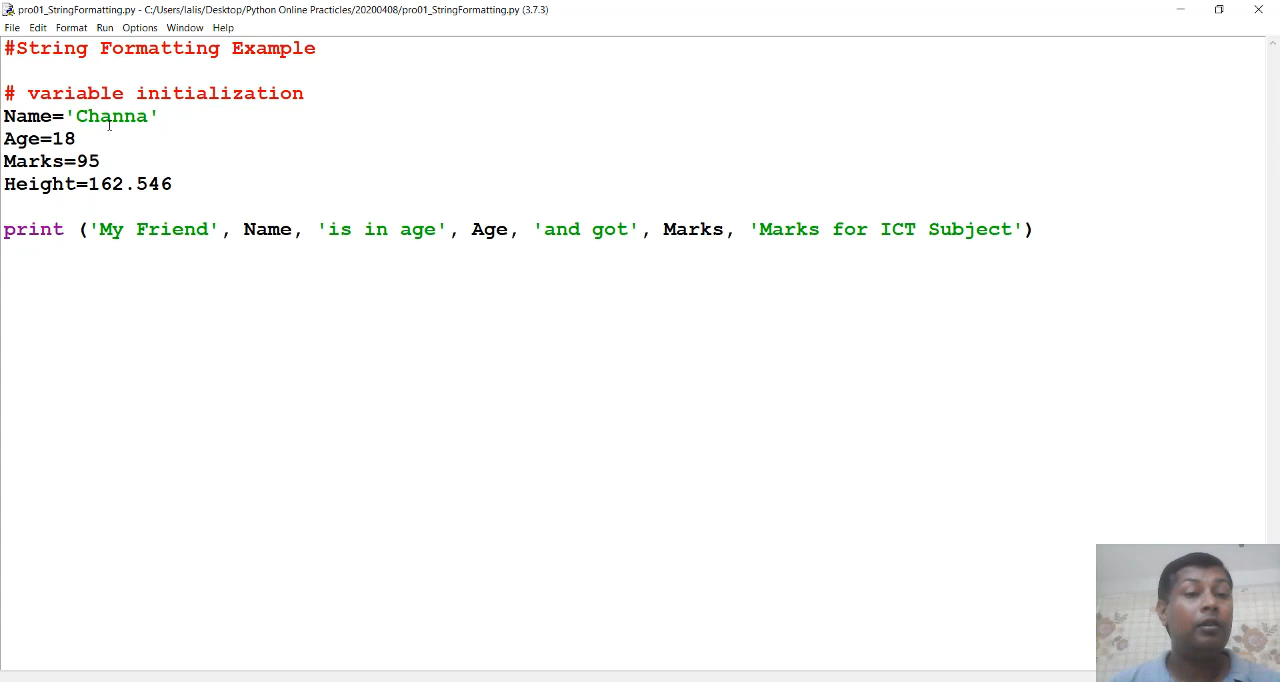 pro01_StringFormatting.py - C:/Users/lalis/Desktop/Python Online Practicles/20200408/pro01_StringFormatting.py (3.7.3)
File Edit Format Run Options Window Help
#String Formatting Example
# variable initialization
Name='Channa'
Age=18
Marks=95
Height=162.546
print ('My Friend', Name, 'is in age', Age, 'and got', Marks, 'Marks for ICT Subject')